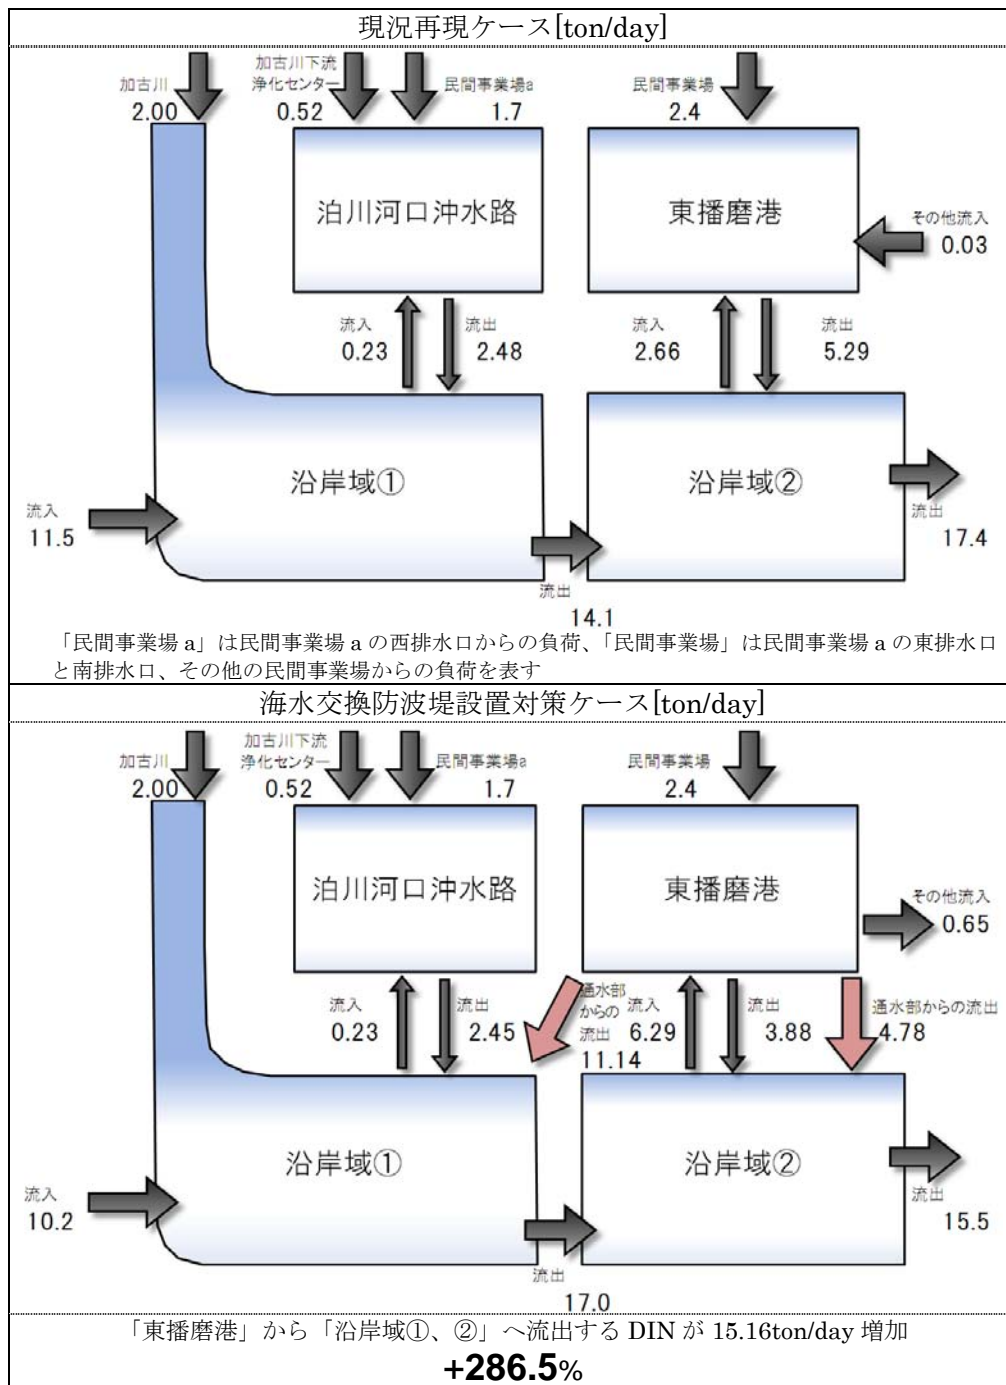 現況再現ケース[ton/day]
加古川
2.00
加古川下流
浄化センター
0.52
民間事業場a
1.7
民間事業場
2.4
泊川河口沖水路
東播磨港
その他流入
0.03
流入
0.23
流出
2.48
流入
2.66
流出
5.29
沿岸域①
沿岸域②
流入
11.5
流出
14.1
流出
17.4
「民間事業場 a」は民間事業場 a の西排水口からの負荷、「民間事業場」は民間事業場 a の東排水口
と南排水口、その他の民間事業場からの負荷を表す
海水交換防波堤設置対策ケース[ton/day]
加古川
2.00
加古川下流
浄化センター
0.52
民間事業場a
1.7
民間事業場
2.4
泊川河口沖水路
東播磨港
その他流入
0.65
流入
0.23
流出
2.45
通水部
からの
流出
11.14
流入
6.29
流出
3.88
通水部からの流出
4.78
沿岸域①
沿岸域②
流入
10.2
流出
17.0
流出
15.5
「東播磨港」から「沿岸域①、②」へ流出する DIN が 15.16ton/day 増加
+286.5%